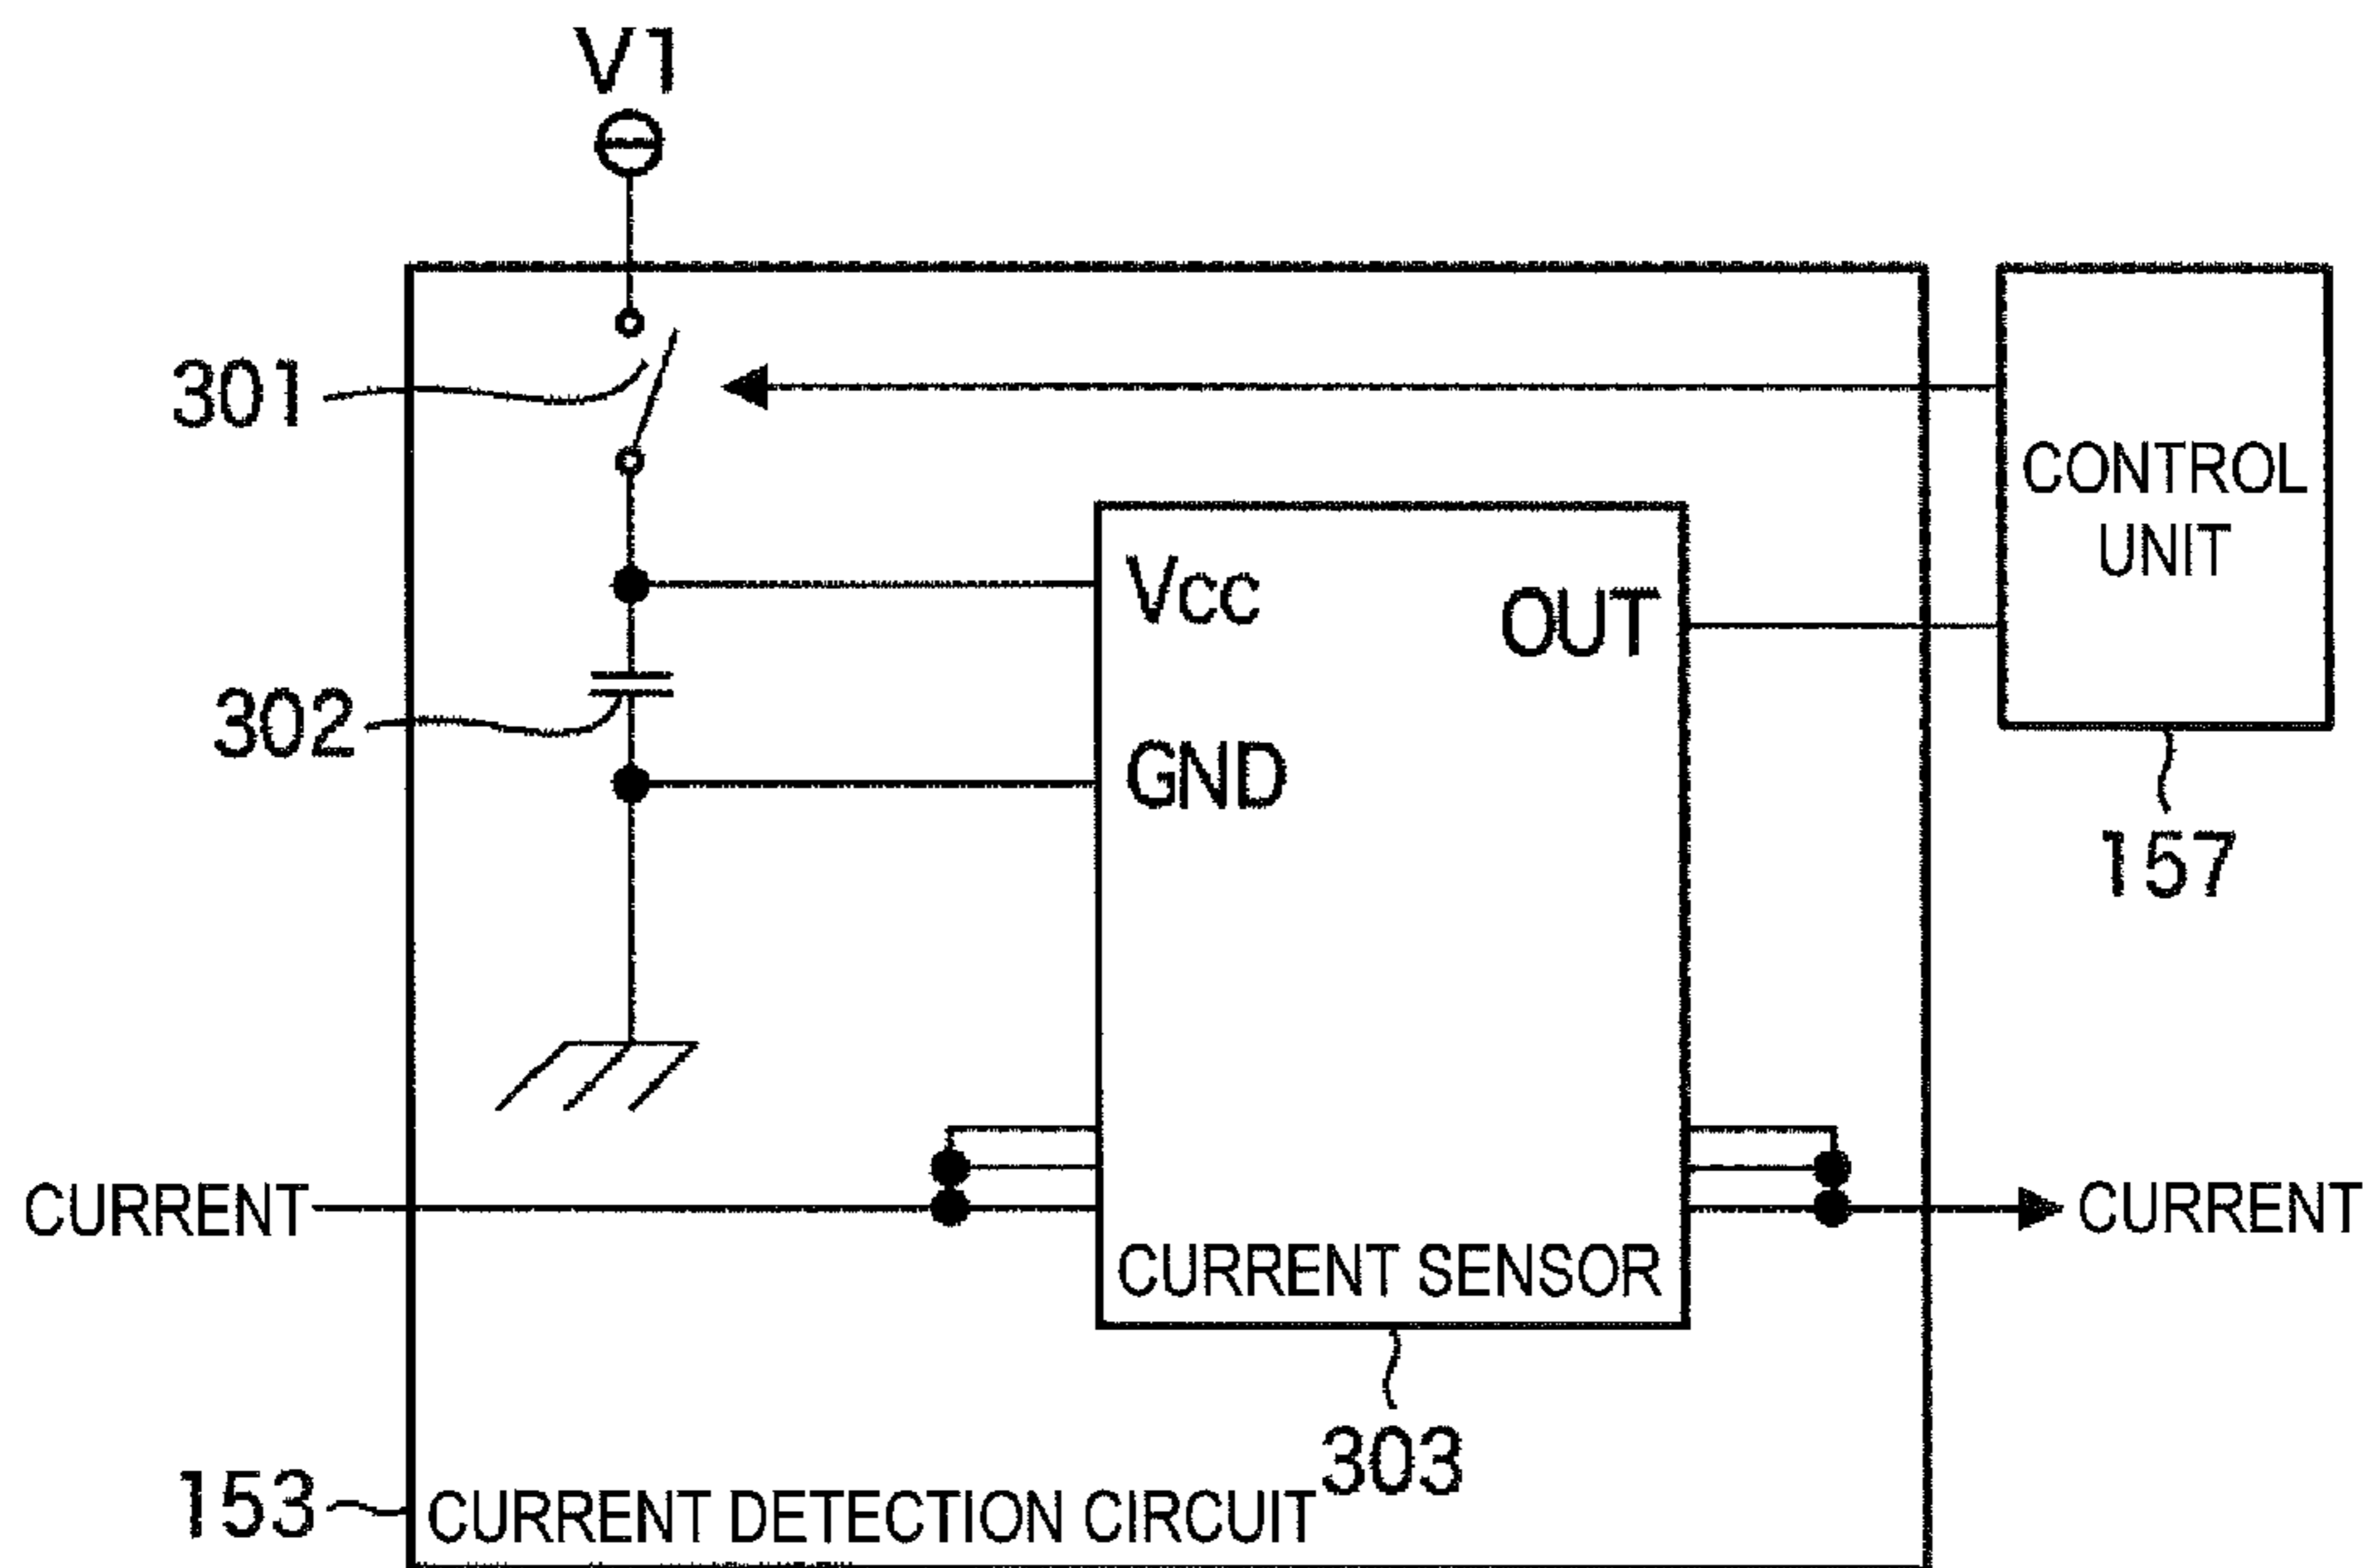 V1
301
CONTROL
UNIT
Vcc
OUT
302
GND
157
CURRENT
CURRENT
CURRENT SENSOR
303
153
CURRENT DETECTION CIRCUIT